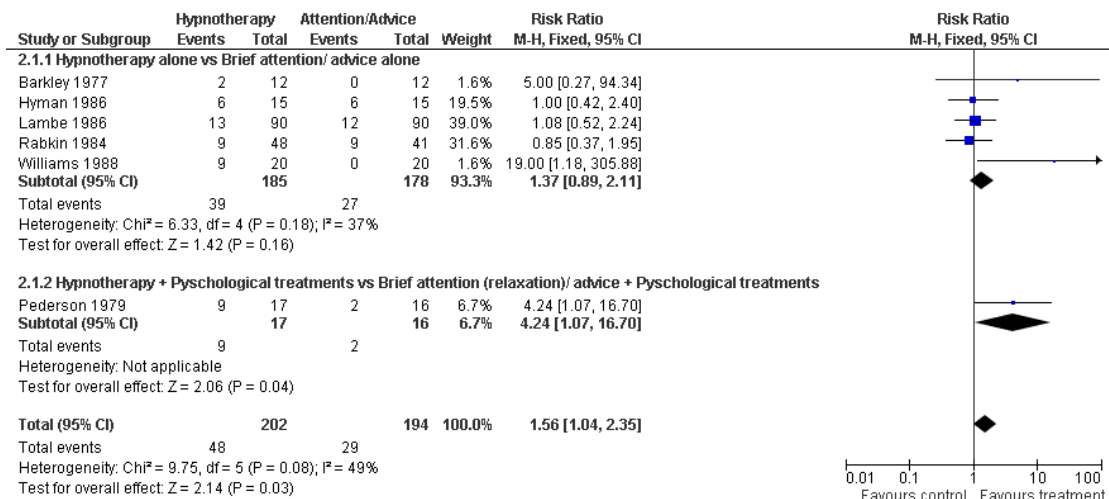 Hypnotherapy Attention/Advice Risk Ratio Risk Ratio
Study or Subgroup Events Total Events Total Weight M-H, Fixed, 95% CI M-H, Fixed, 95% CI
2.1.1 Hypnotherapy alone vs Brief attention/ advice alone
Barkley 1977 2 12 0 12 1.6% 5.00 [0.27, 94.34]
Hyman 1986 6 15 6 15 19.5% 1.00 [0.42, 2.40]
Lambe 1986 13 90 12 90 39.0% 1.08 [0.52, 2.24]
Rabkin 1984 9 48 9 41 31.6% 0.85 [0.37, 1.95]
Williams 1988 9 20 0 20 1.6% 19.00 [1.18, 305.88]
Subtotal (95% CI) 185 178 93.3% 1.37 [0.89, 2.11]
Total events 39 27
Heterogeneity: Chi² = 6.33, df = 4 (P = 0.18); I² = 37%
Test for overall effect: Z = 1.42 (P = 0.16)
2.1.2 Hypnotherapy + Pyschological treatments vs Brief attention (relaxation)/ advice + Pyschological treatments
Pederson 1979 9 17 2 16 6.7% 4.24 [1.07, 16.70]
Subtotal (95% CI) 17 16 6.7% 4.24 [1.07, 16.70]
Total events 9 2
Heterogeneity: Not applicable
Test for overall effect: Z = 2.06 (P = 0.04)
Total (95% CI) 202 194 100.0% 1.56 [1.04, 2.35]
Total events 48 29
Heterogeneity: Chi² = 9.75, df = 5 (P = 0.08); I² = 49%
Test for overall effect: Z = 2.14 (P = 0.03)
0.01 0.1 1 10 100
Favours control Favours treatment